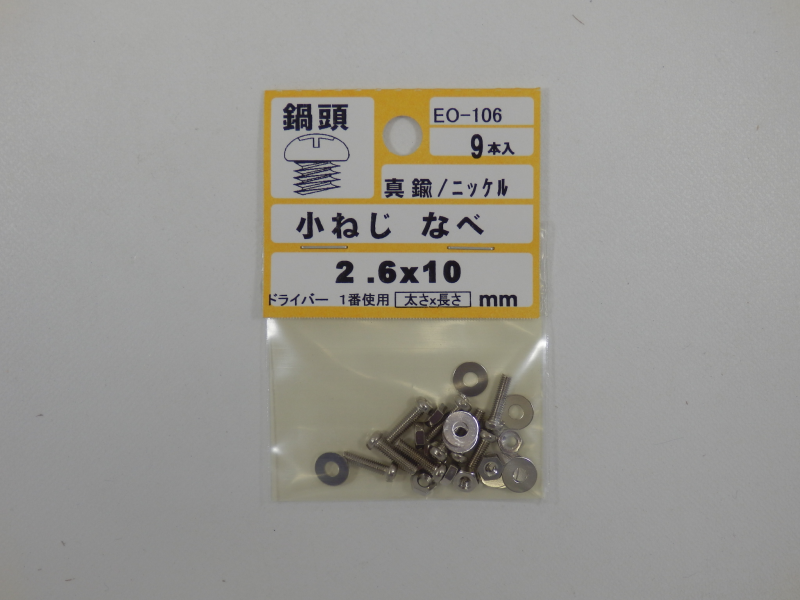 鍋頭
EO-106
9本入
真鍮/ニッケル
小ねじ なべ
2.6x10
ドライバー 1番使用 太さx長さ mm